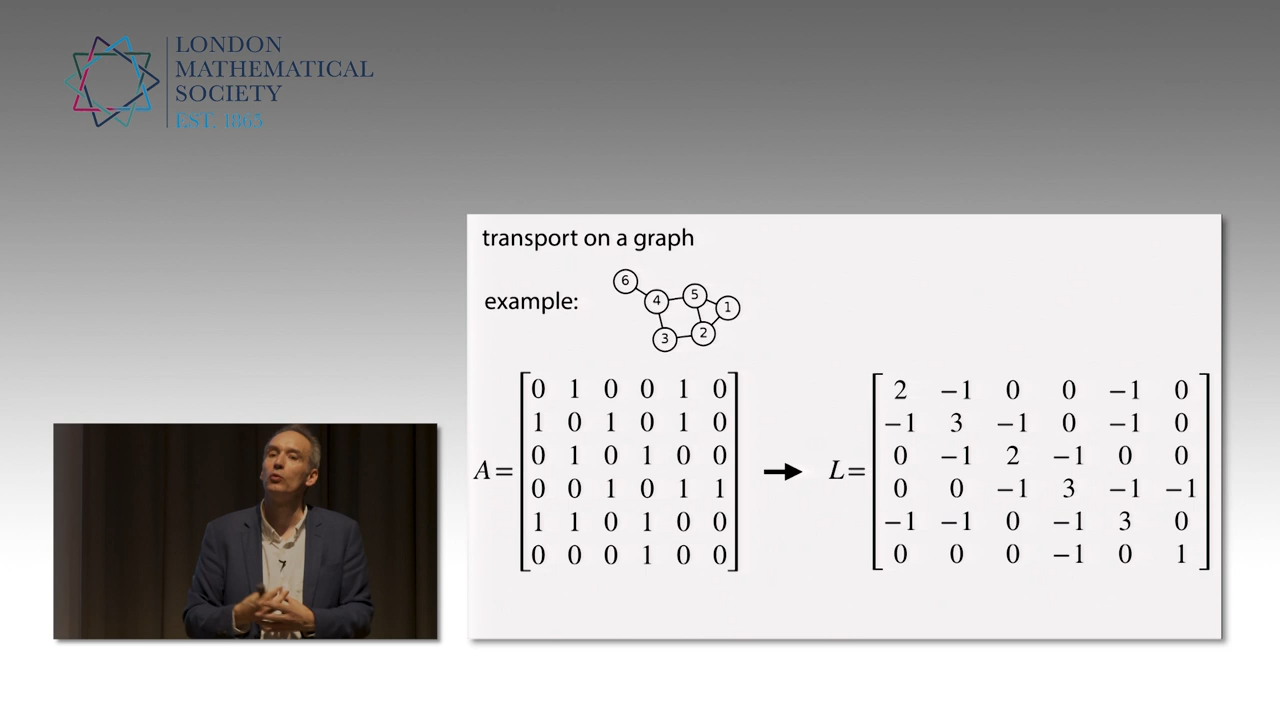 LONDON
MATHEMATICAL
SOCIETY
EST. 1865
transport on a graph
example:
6
4
5
1
3
2
A=
0 1 0 0 1 0
1 0 1 0 1 0
0 1 0 1 0 0
0 0 1 0 1 1
1 1 0 1 0 0
0 0 0 1 0 0
→
L=
2 −1 0 0 −1 0
−1 3 −1 0 −1 0
0 −1 2 −1 0 0
0 0 −1 3 −1 −1
−1 −1 0 −1 3 0
0 0 0 −1 0 1